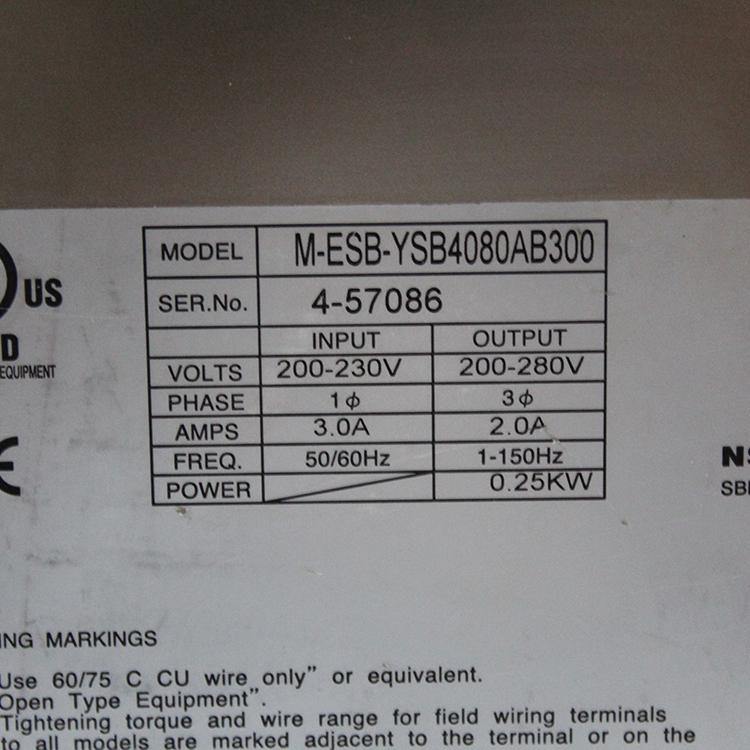 MODEL M-ESB-YSB4080AB300
US
SER.No. 4-57086
INPUT OUTPUT
D
VOLTS 200-230V 200-280V
EQUIPMENT
PHASE 1φ 3φ
AMPS 3.0A 2.0A
CE
FREQ. 50/60Hz 1-150Hz
NS
POWER 0.25KW
SBI
ING MARKINGS
Use 60/75 C CU wire only" or equivalent.
Open Type Equipment".
Tightening torque and wire range for field wiring terminals
to all models are marked adjacent to the terminal or on the